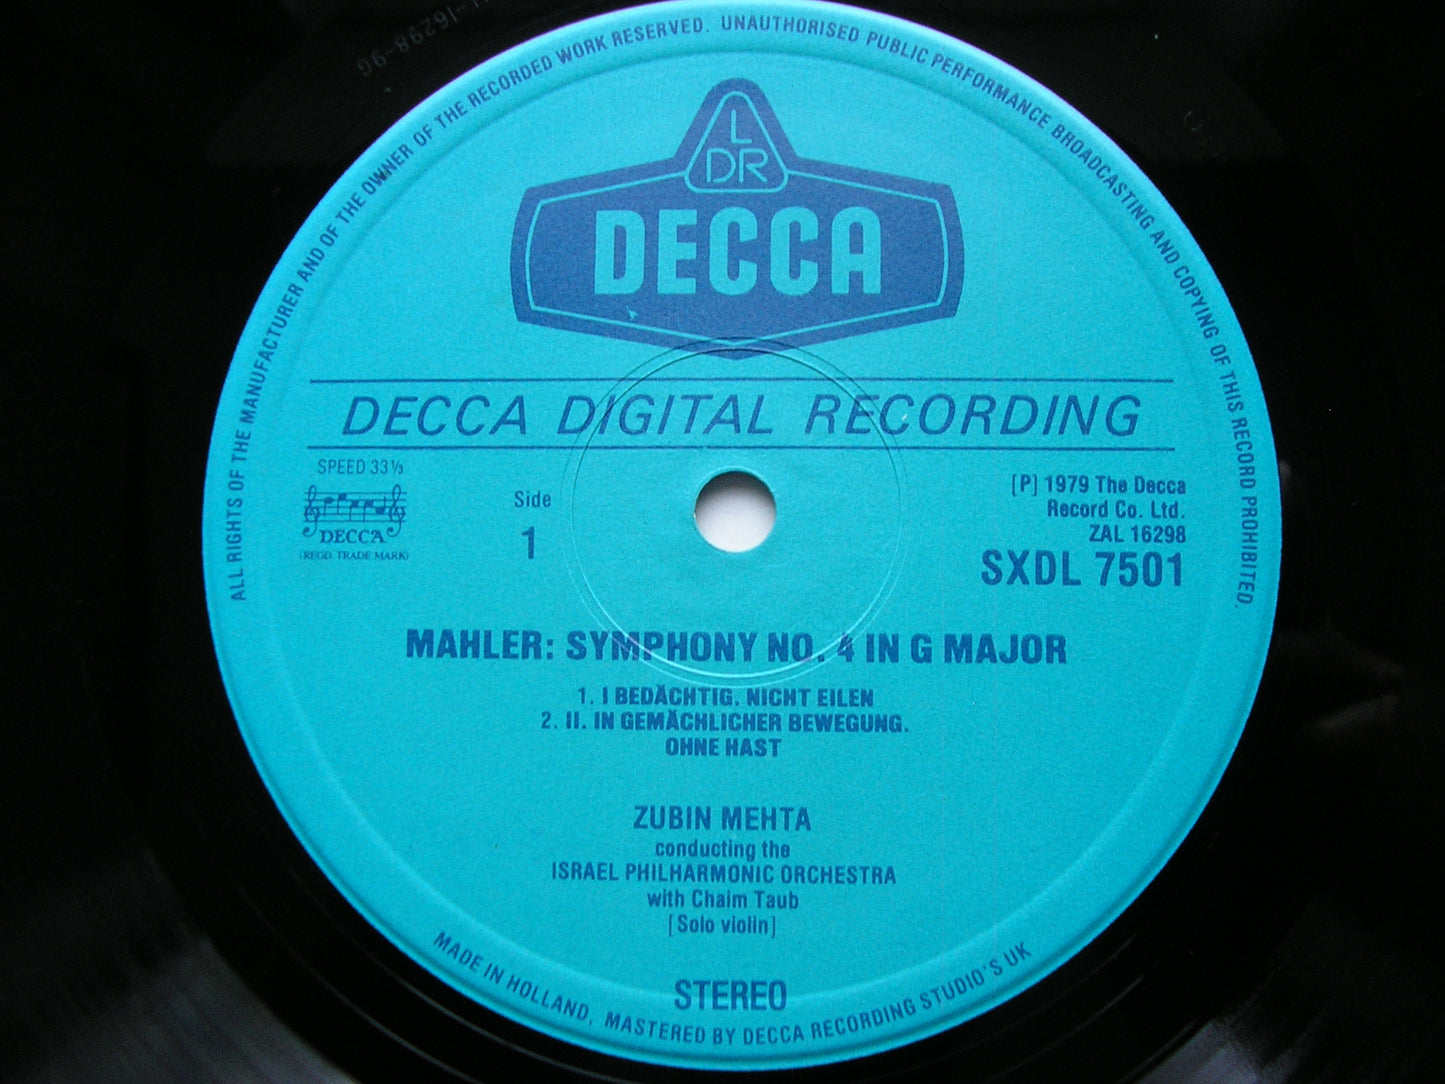 ALL RIGHTS OF THE MANUFACTURER AND OF THE OWNER OF THE RECORDED WORK RESERVED. UNAUTHORISED PUBLIC PERFORMANCE BROADCASTING AND COPYING OF THIS RECORD PROHIBITED.
L
DR
DECCA
DECCA DIGITAL RECORDING
SPEED 33⅓
DECCA
(REGD. TRADE MARK)
Side
1
[P] 1979 The Decca
Record Co. Ltd.
ZAL 16298
SXDL 7501
MAHLER: SYMPHONY NO. 4 IN G MAJOR
1. I BEDÄCHTIG. NICHT EILEN
2. II. IN GEMÄCHLICHER BEWEGUNG.
OHNE HAST
ZUBIN MEHTA
conducting the
ISRAEL PHILHARMONIC ORCHESTRA
with Chaim Taub
[Solo violin]
STEREO
MADE IN HOLLAND. MASTERED BY DECCA RECORDING STUDIO'S UK